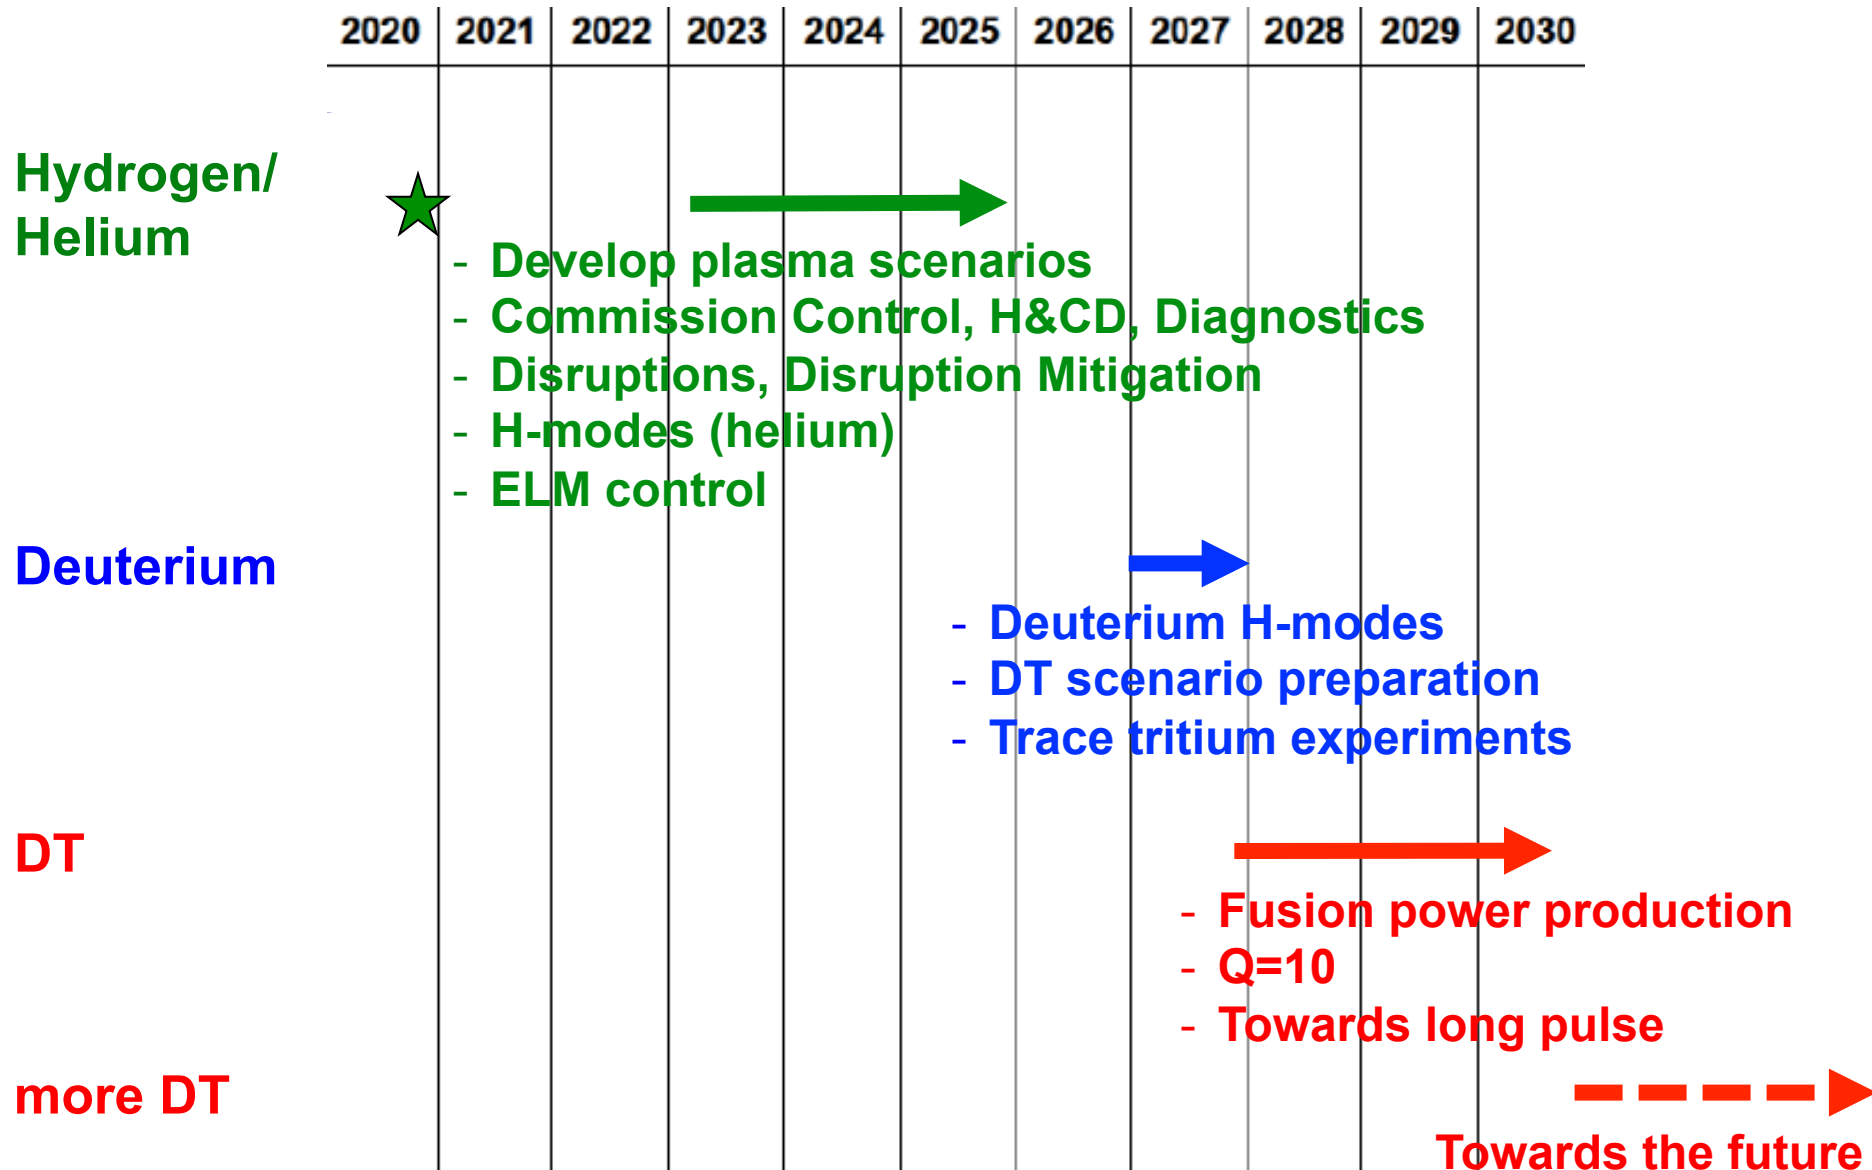 2020 2021 2022 2023 2024 2025 2026 2027 2028 2029 2030
Hydrogen/
Helium
- Develop plasma scenarios
- Commission Control, H&CD, Diagnostics
- Disruptions, Disruption Mitigation
- H-modes (helium)
- ELM control
Deuterium
- Deuterium H-modes
- DT scenario preparation
- Trace tritium experiments
DT
- Fusion power production
- Q=10
- Towards long pulse
more DT
Towards the future